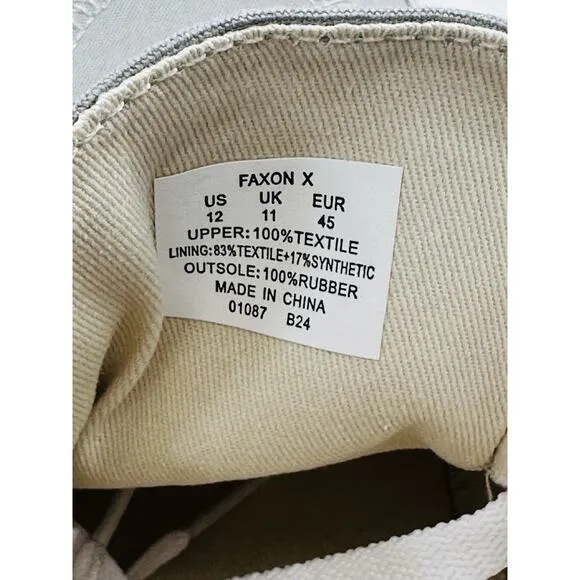 FAXON X
US UK EUR
12 11 45
UPPER:100%TEXTILE
LINING:83%TEXTILE+17%SYNTHETIC
OUTSOLE:100%RUBBER
MADE IN CHINA
01087 B24